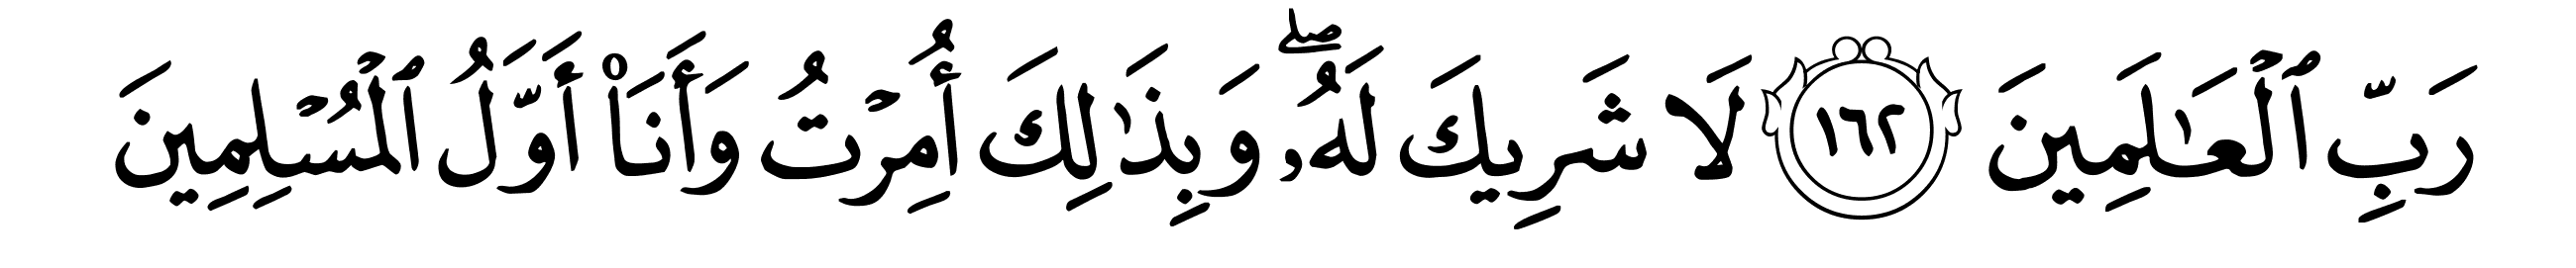 رَبِّ ٱلْعَـٰلَمِينَ ١٦٢ لَا شَرِيكَ لَهُۥ ۖ وَبِذَٰلِكَ أُمِرْتُ وَأَنَا۠ أَوَّلُ ٱلْمُسْلِمِينَ